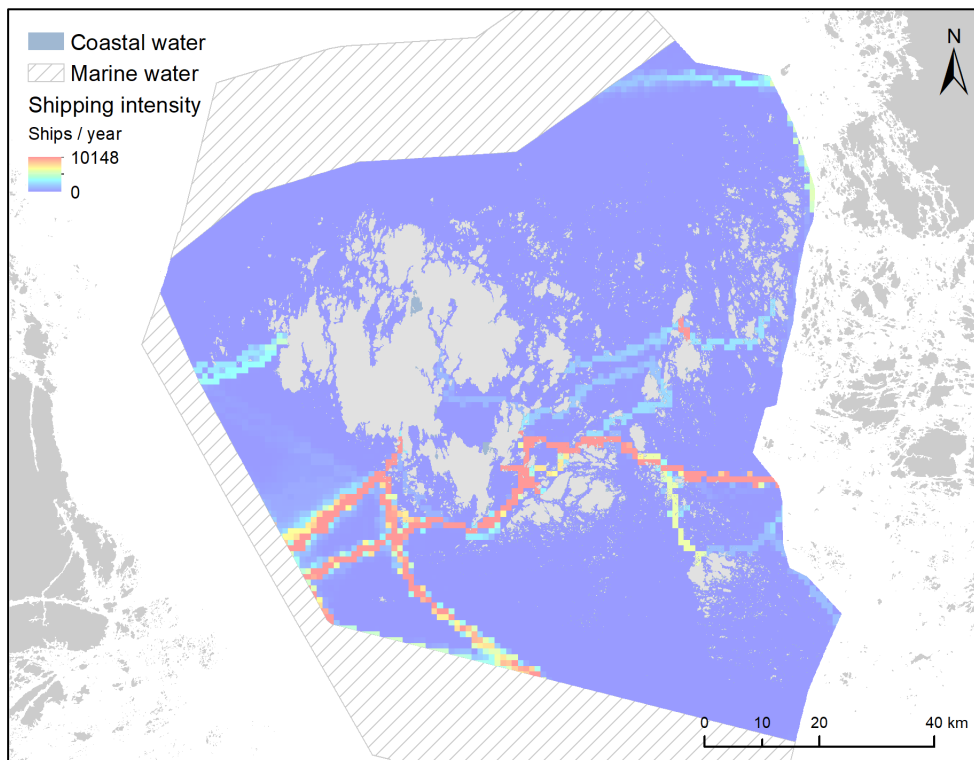 Coastal water
Marine water
Shipping intensity
Ships / year
10148
0
N
0 10 20 40 km